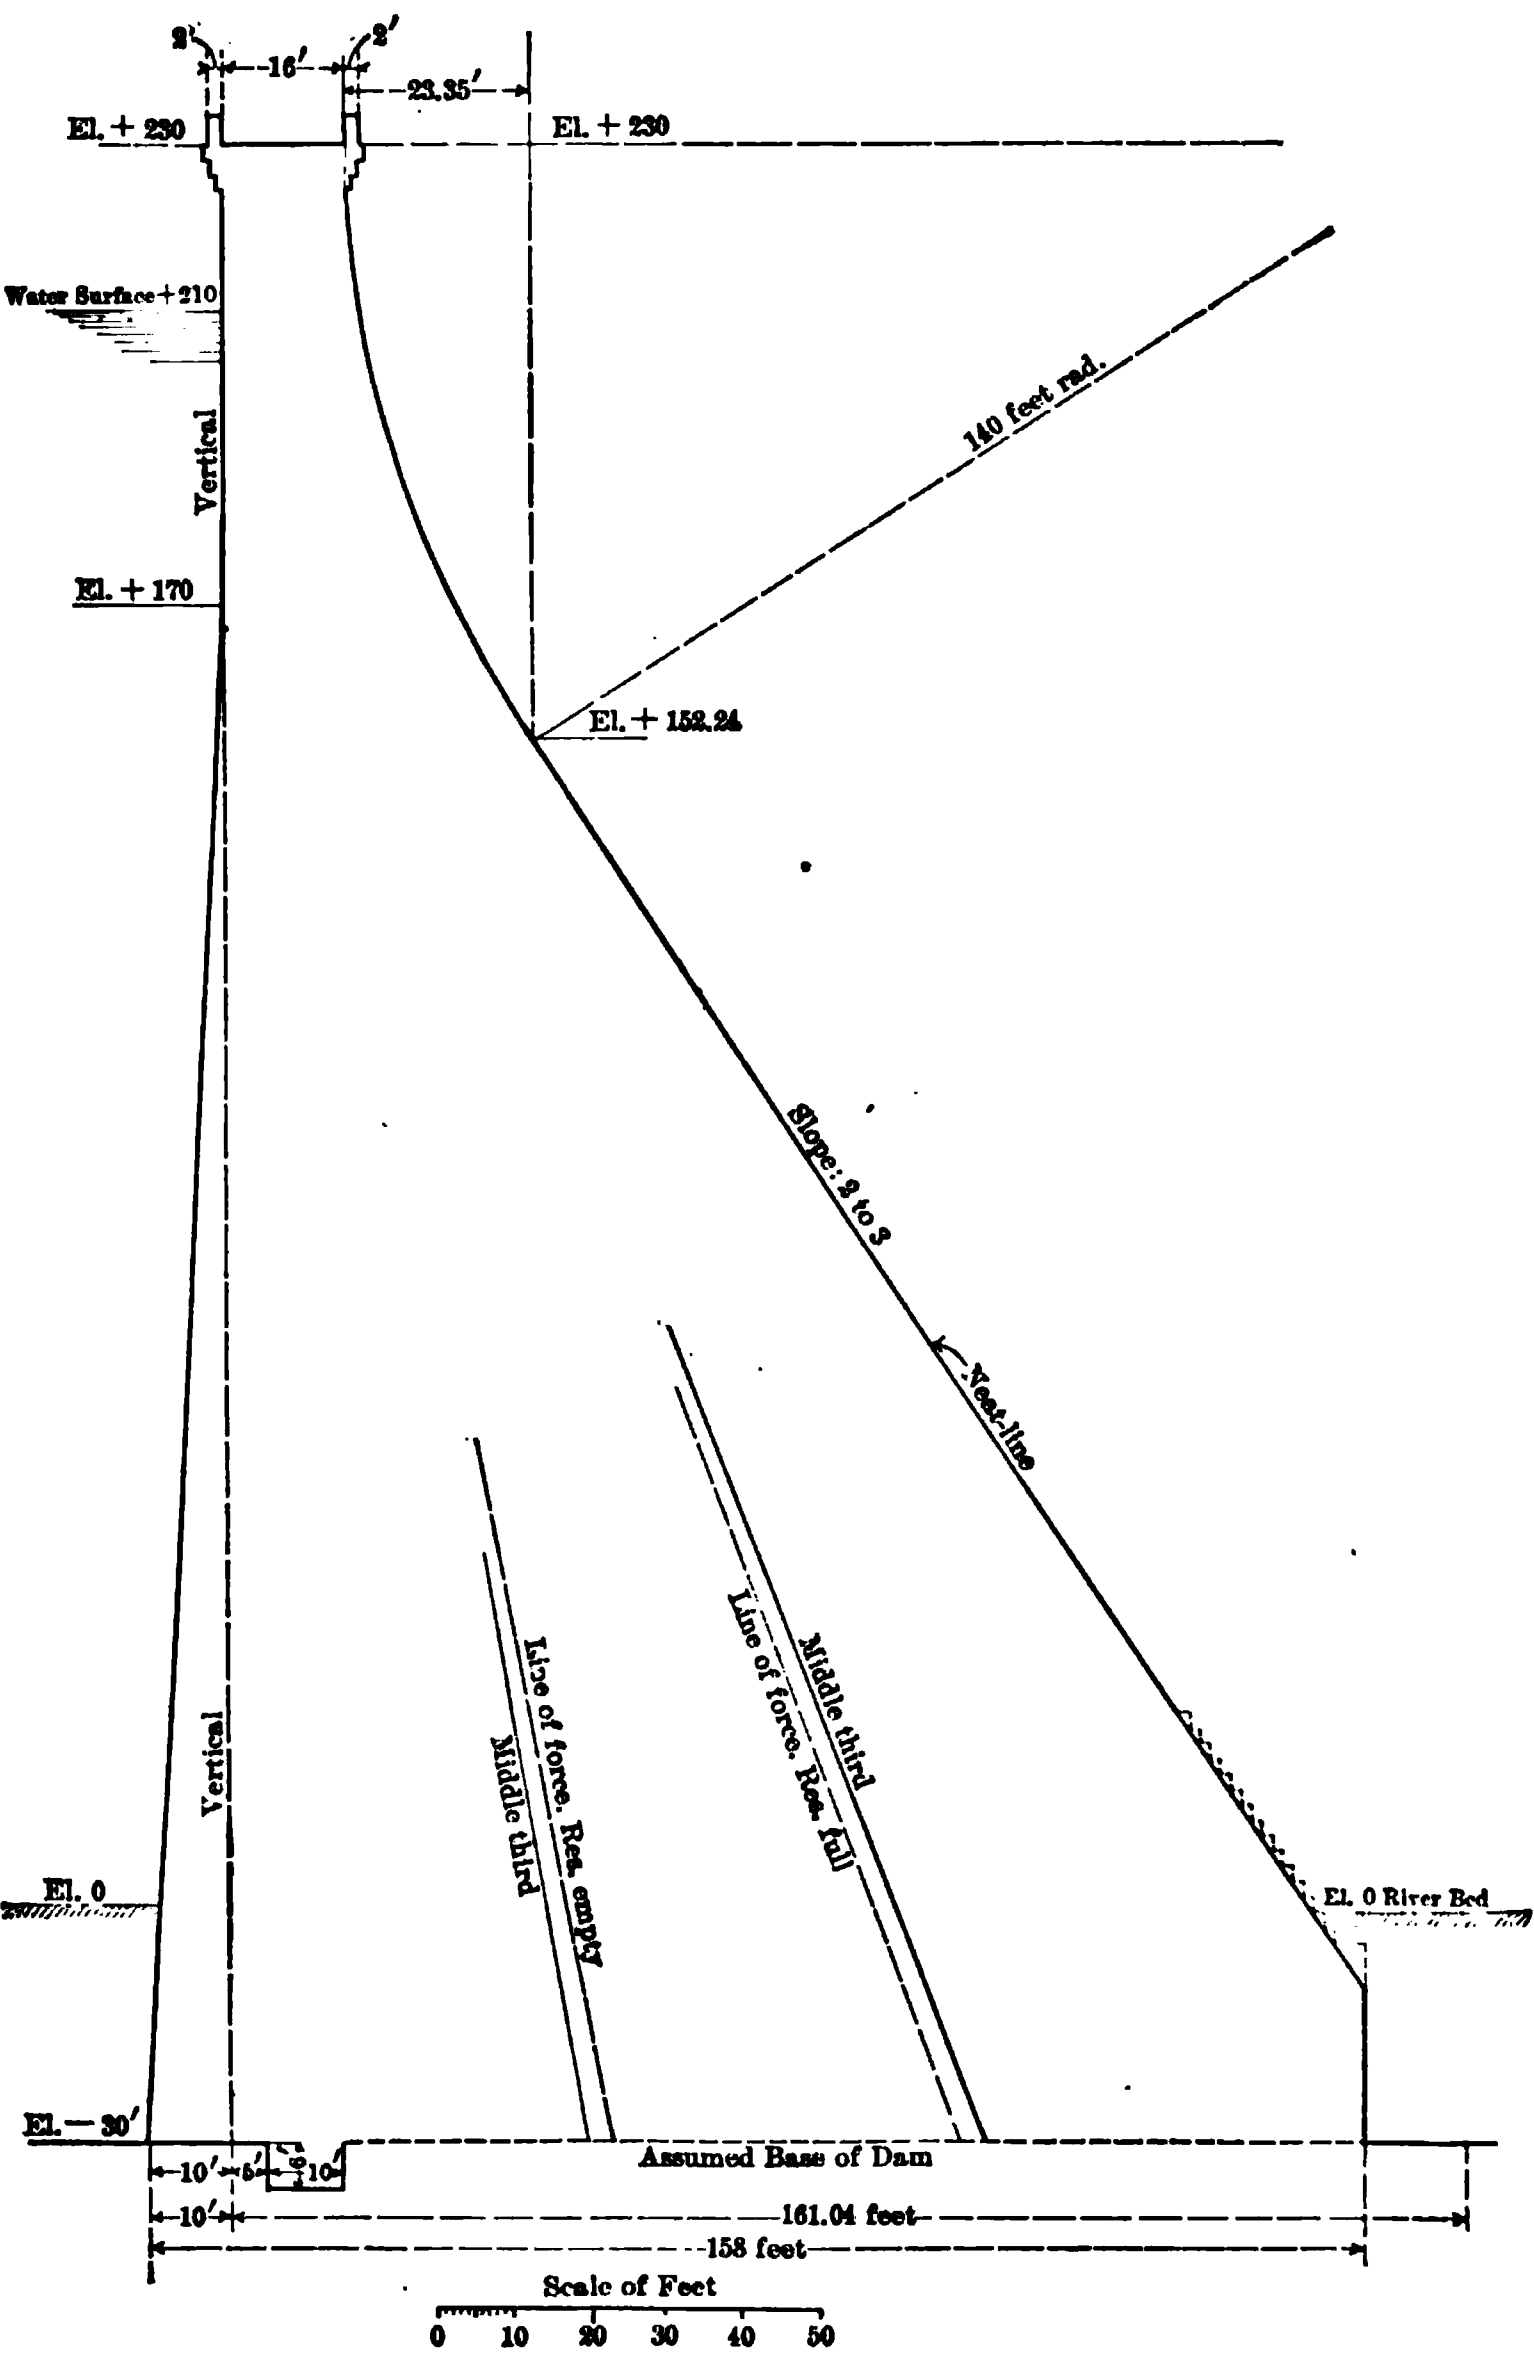 2' 16' 2'
23.35'
El. + 230
El. + 230
Water Surface + 210
140 feet rad.
Vertical
El. + 170
El. + 152.24
Slope: 2 to 3
Neat-line
Line of force. Res. empty
Middle third
Line of force. Res. full
Middle third
Vertical
El. 0
El. 0 River Bed
El. — 30'
Assumed Base of Dam
10' 5' 10'
10' 161.04 feet
158 feet
Scale of Feet
0 10 20 30 40 50